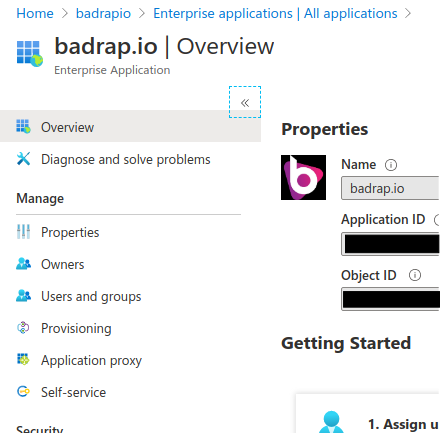 Home > badrapio > Enterprise applications | All applications >
badrap.io | Overview
Enterprise Application
«
Overview
Diagnose and solve problems
Manage
Properties
Owners
Users and groups
Provisioning
Application proxy
Self-service
Security
Properties
Name
badrap.io
Application ID
Object ID
Getting Started
1. Assign u